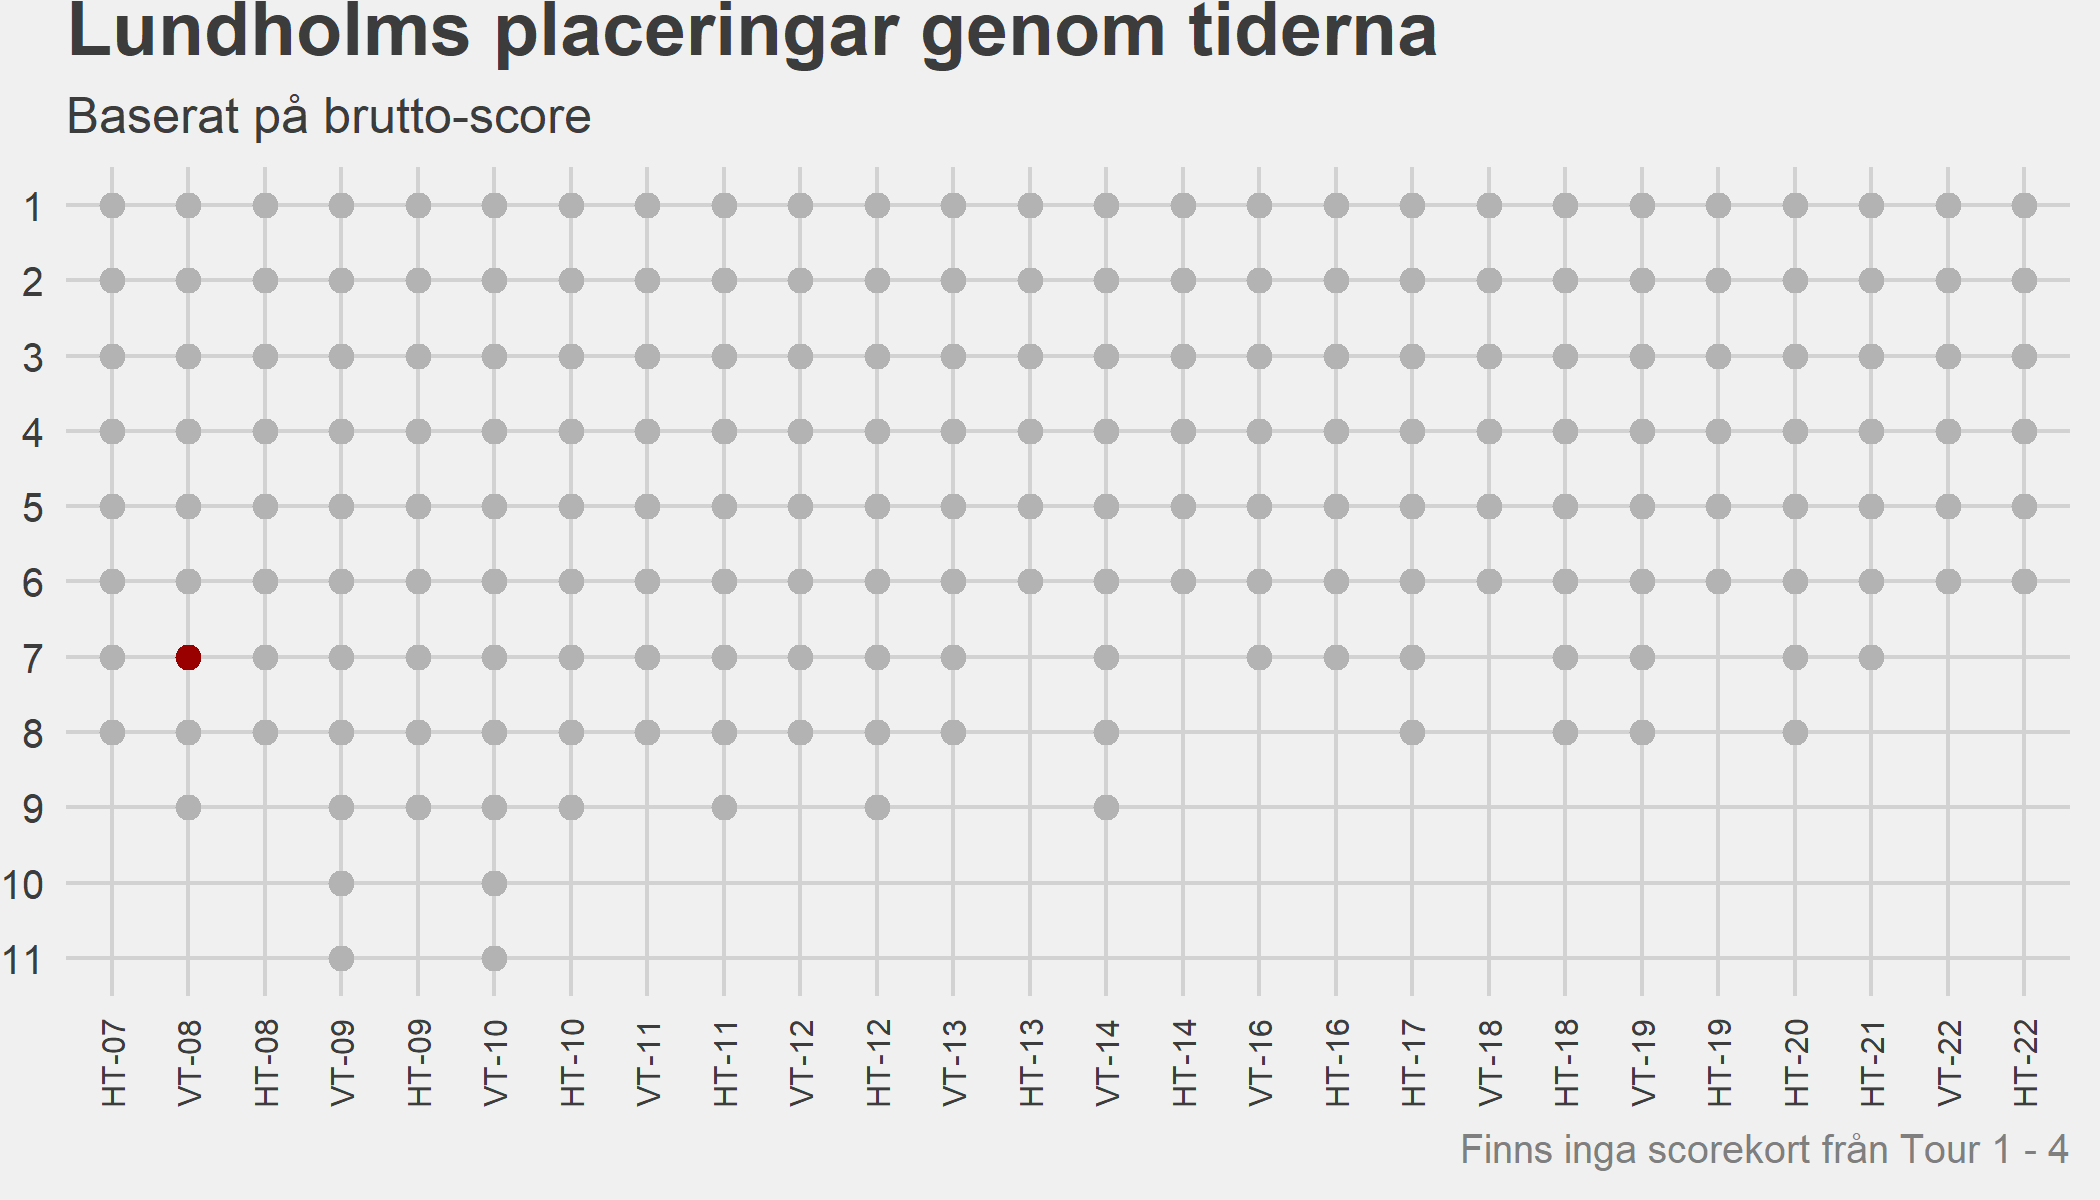 Lundholms placeringar genom tiderna
Baserat på brutto-score
1
2
3
4
5
6
7
8
9
10
11
HT-07
VT-08
HT-08
VT-09
HT-09
VT-10
HT-10
VT-11
HT-11
VT-12
HT-12
VT-13
HT-13
VT-14
HT-14
VT-16
HT-16
HT-17
VT-18
HT-18
VT-19
HT-19
HT-20
HT-21
VT-22
HT-22
Finns inga scorekort från Tour 1 - 4